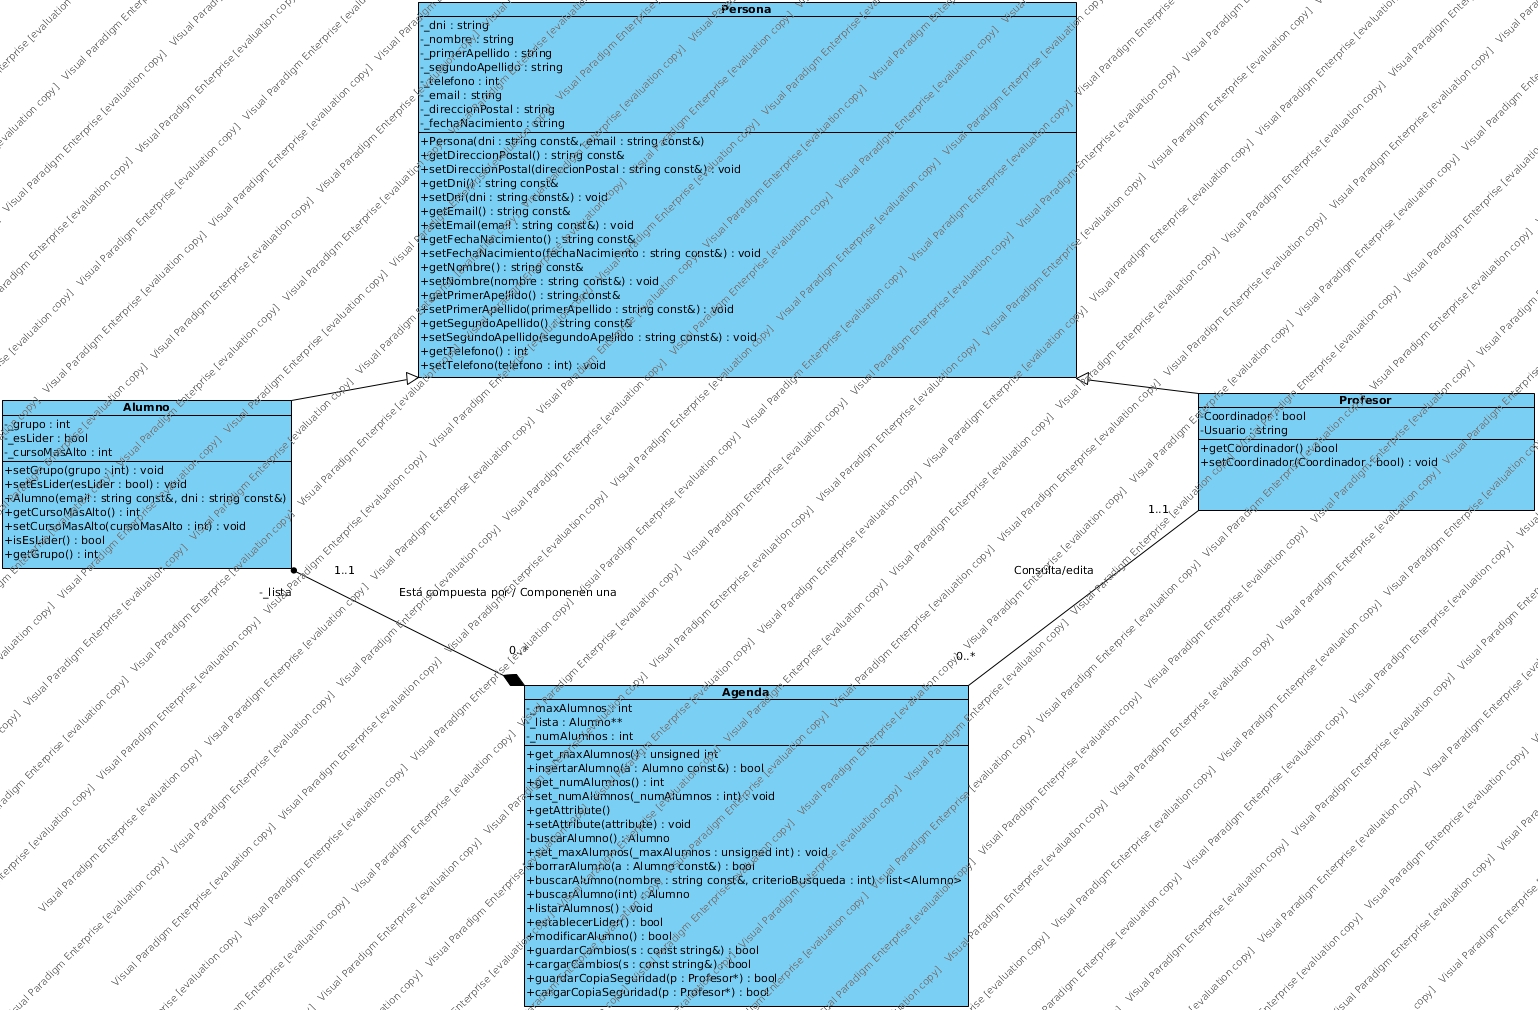 Persona
-_dni : string
-_nombre : string
-_primerApellido : string
-_segundoApellido : string
-_telefono : int
-_email : string
-_direccionPostal : string
-_fechaNacimiento : string
+Persona(dni : string const&, email : string const&)
+getDireccionPostal() : string const&
+setDireccionPostal(direccionPostal : string const&) : void
+getDni() : string const&
+setDni(dni : string const&) : void
+getEmail() : string const&
+setEmail(email : string const&) : void
+getFechaNacimiento() : string const&
+setFechaNacimiento(fechaNacimiento : string const&) : void
+getNombre() : string const&
+setNombre(nombre : string const&) : void
+getPrimerApellido() : string const&
+setPrimerApellido(primerApellido : string const&) : void
+getSegundoApellido() : string const&
+setSegundoApellido(segundoApellido : string const&) : void
+getTelefono() : int
+setTelefono(telefono : int) : void
Alumno
-_grupo : int
-_esLider : bool
-_cursoMasAlto : int
+setGrupo(grupo : int) : void
+setEsLider(esLider : bool) : void
+Alumno(email : string const&, dni : string const&)
+getCursoMasAlto() : int
+setCursoMasAlto(cursoMasAlto : int) : void
+isEsLider() : bool
+getGrupo() : int
Profesor
-Coordinador : bool
-Usuario : string
+getCoordinador() : bool
+setCoordinador(Coordinador : bool) : void
1..1
-_lista
Está compuesta por / Componenen una
0..*
1..1
Consulta/edita
0..*
Agenda
-_maxAlumnos : int
-_lista : Alumno**
-_numAlumnos : int
+get_maxAlumnos() : unsigned int
+insertarAlumno(a : Alumno const&) : bool
+get_numAlumnos() : int
+set_numAlumnos(_numAlumnos : int) : void
+getAttribute()
+setAttribute(attribute) : void
-buscarAlumno() : Alumno
+set_maxAlumnos(_maxAlumnos : unsigned int) : void
+borrarAlumno(a : Alumno const&) : bool
+buscarAlumno(nombre : string const&, criterioBusqueda : int) : list<Alumno>
+buscarAlumno(int) : Alumno
+listarAlumnos() : void
+establecerLider() : bool
+modificarAlumno() : bool
+guardarCambios(s : const string&) : bool
+cargarCambios(s : const string&) : bool
+guardarCopiaSeguridad(p : Profesor*) : bool
+cargarCopiaSeguridad(p : Profesor*) : bool
Visual Paradigm Enterprise [evaluation copy]